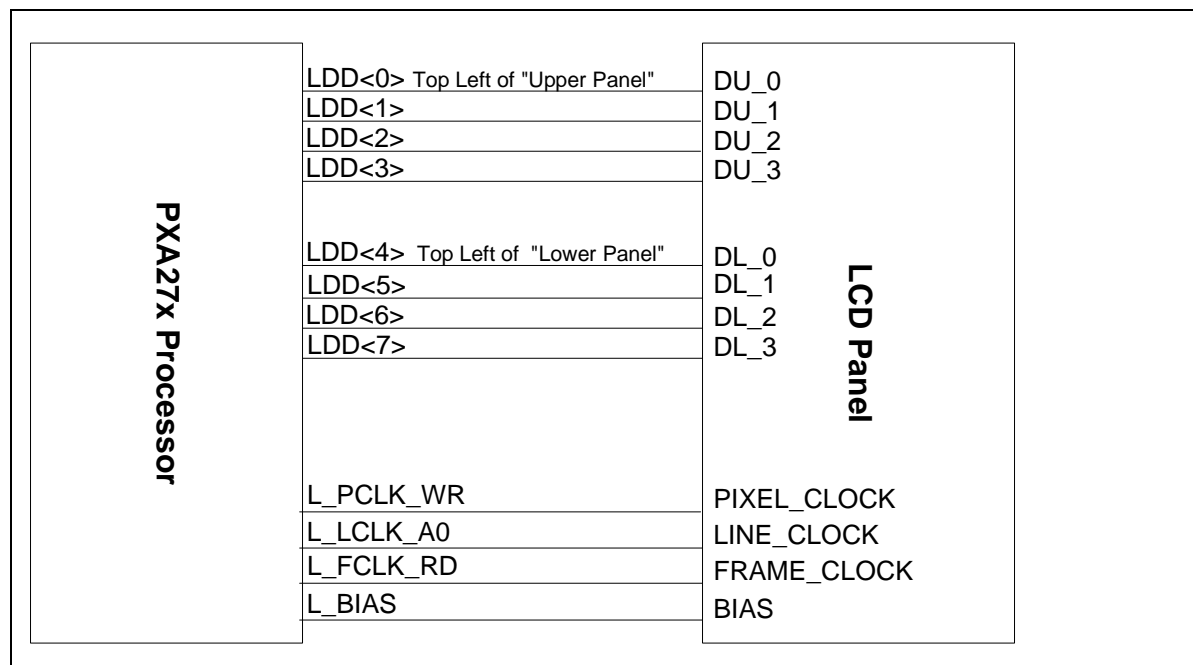 LDD<0> Top Left of "Upper Panel" DU_0
LDD<1> DU_1
LDD<2> DU_2
LDD<3> DU_3
LDD<4> Top Left of "Lower Panel" DL_0
LDD<5> DL_1
LDD<6> DL_2
LDD<7> DL_3
PXA27x Processor
LCD Panel
L_PCLK_WR PIXEL_CLOCK
L_LCLK_A0 LINE_CLOCK
L_FCLK_RD FRAME_CLOCK
L_BIAS BIAS